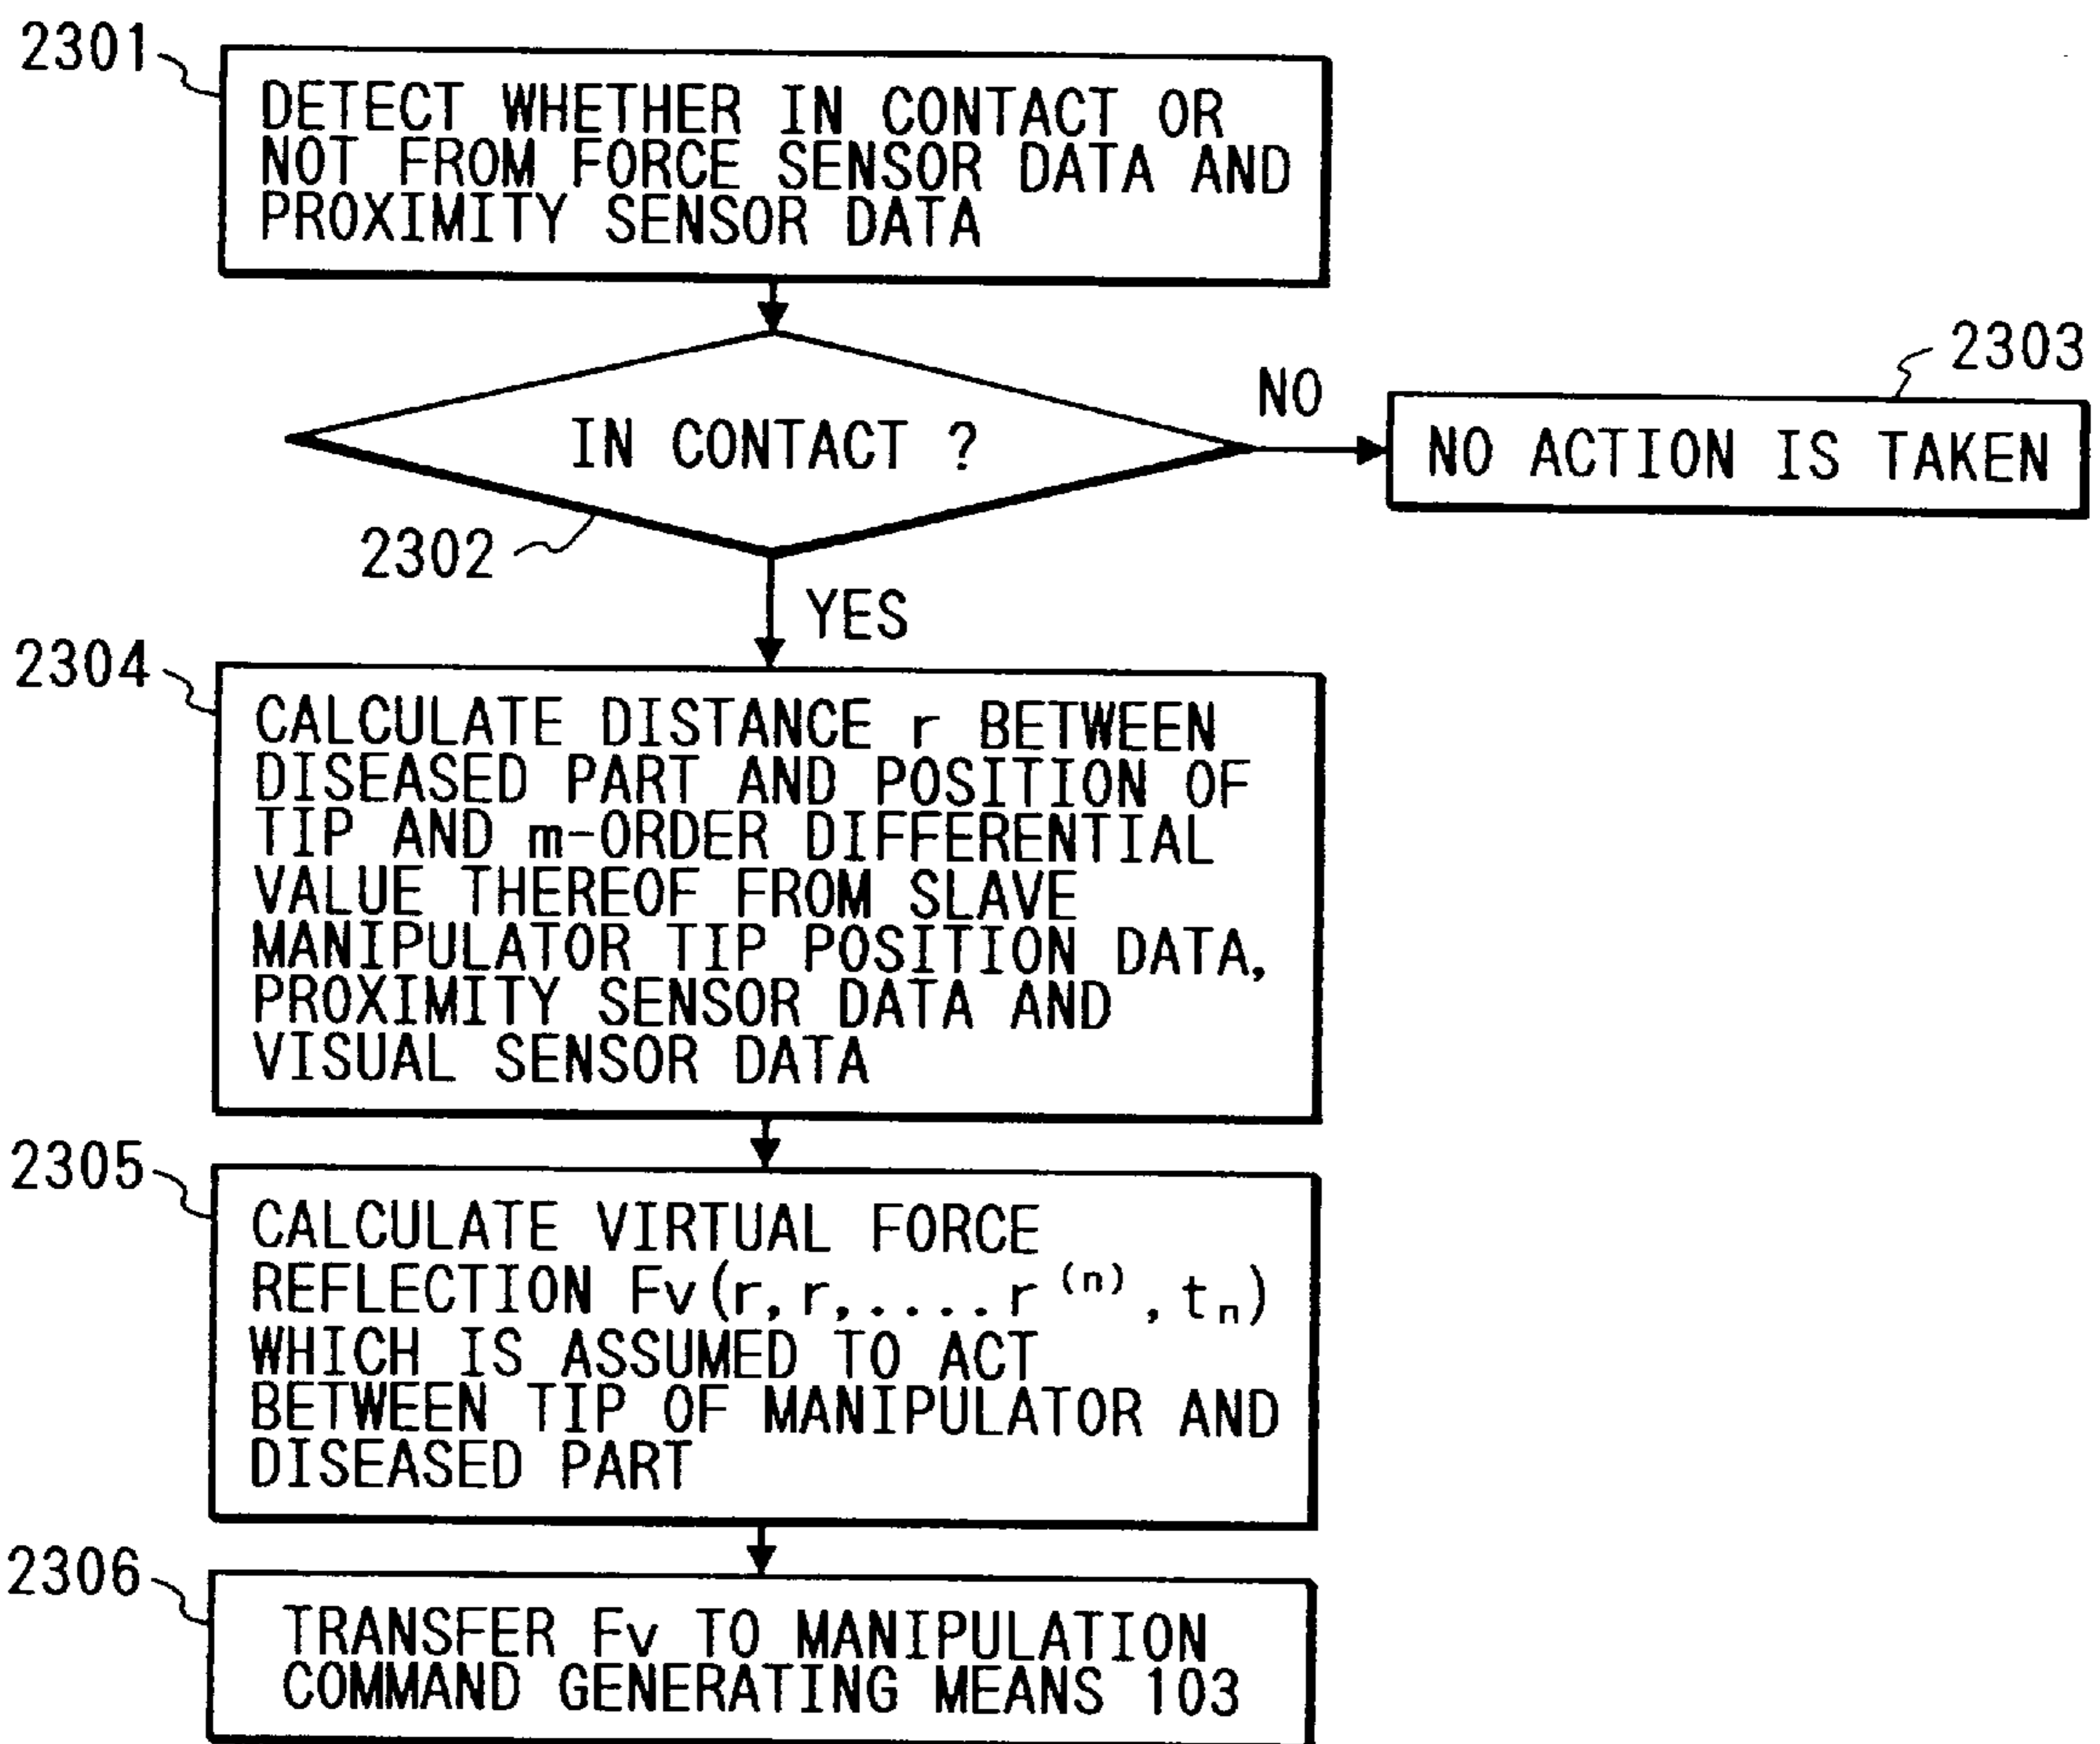 2301
DETECT WHETHER IN CONTACT OR
NOT FROM FORCE SENSOR DATA AND
PROXIMITY SENSOR DATA
2303
NO
IN CONTACT ?
NO ACTION IS TAKEN
2302
YES
2304
CALCULATE DISTANCE r BETWEEN
DISEASED PART AND POSITION OF
TIP AND m-ORDER DIFFERENTIAL
VALUE THEREOF FROM SLAVE
MANIPULATOR TIP POSITION DATA,
PROXIMITY SENSOR DATA AND
VISUAL SENSOR DATA
2305
CALCULATE VIRTUAL FORCE
REFLECTION Fv(r,r,....r⁽ⁿ⁾,tₙ)
WHICH IS ASSUMED TO ACT
BETWEEN TIP OF MANIPULATOR AND
DISEASED PART
2306
TRANSFER Fv TO MANIPULATION
COMMAND GENERATING MEANS 103